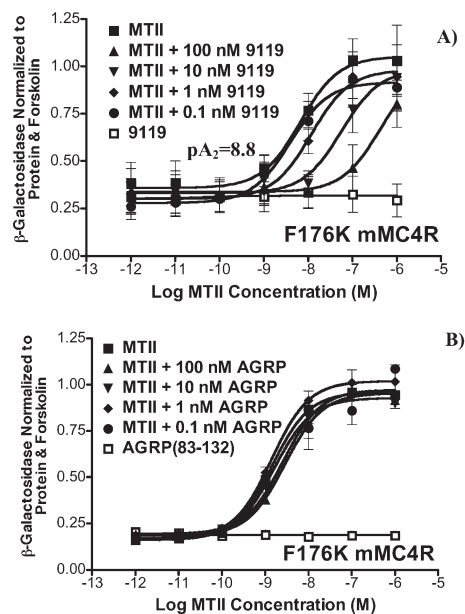 A)
MTII
MTII + 100 nM 9119
MTII + 10 nM 9119
MTII + 1 nM 9119
MTII + 0.1 nM 9119
9119
pA₂=8.8
F176K mMC4R
β-Galactosidase Normalized to
Protein & Forskolin
1.25
1.00
0.75
0.50
0.25
0.00
-13 -12 -11 -10 -9 -8 -7 -6 -5
Log MTII Concentration (M)
B)
MTII
MTII + 100 nM AGRP
MTII + 10 nM AGRP
MTII + 1 nM AGRP
MTII + 0.1 nM AGRP
AGRP(83-132)
F176K mMC4R
β-Galactosidase Normalized to
Protein & Forskolin
1.25
1.00
0.75
0.50
0.25
0.00
-13 -12 -11 -10 -9 -8 -7 -6 -5
Log MTII Concentration (M)